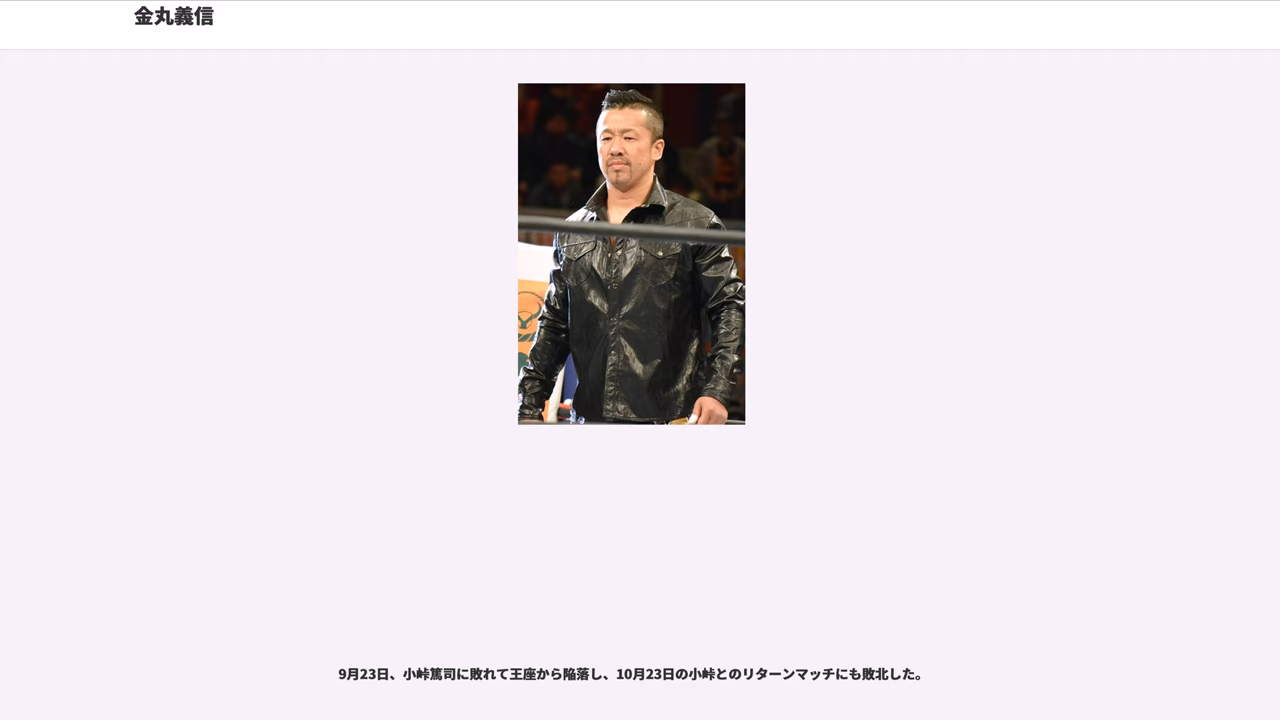 金丸義信
9月23日、小峠篤司に敗れて王座から陥落し、10月23日の小峠とのリターンマッチにも敗北した。